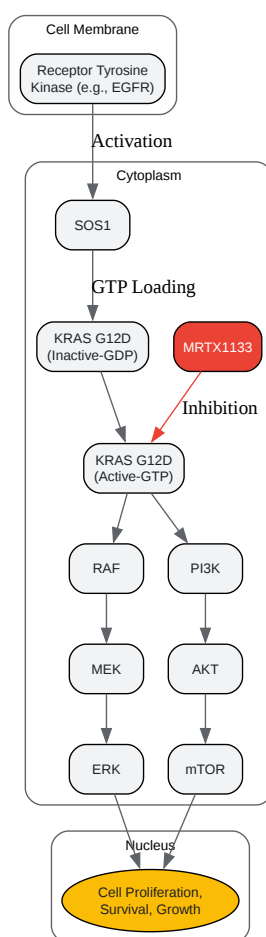 Cell Membrane
Receptor Tyrosine
Kinase (e.g., EGFR)
Activation
Cytoplasm
SOS1
GTP Loading
KRAS G12D
(Inactive-GDP)
MRTX1133
Inhibition
KRAS G12D
(Active-GTP)
RAF
PI3K
MEK
AKT
ERK
mTOR
Nucleus
Cell Proliferation,
Survival, Growth